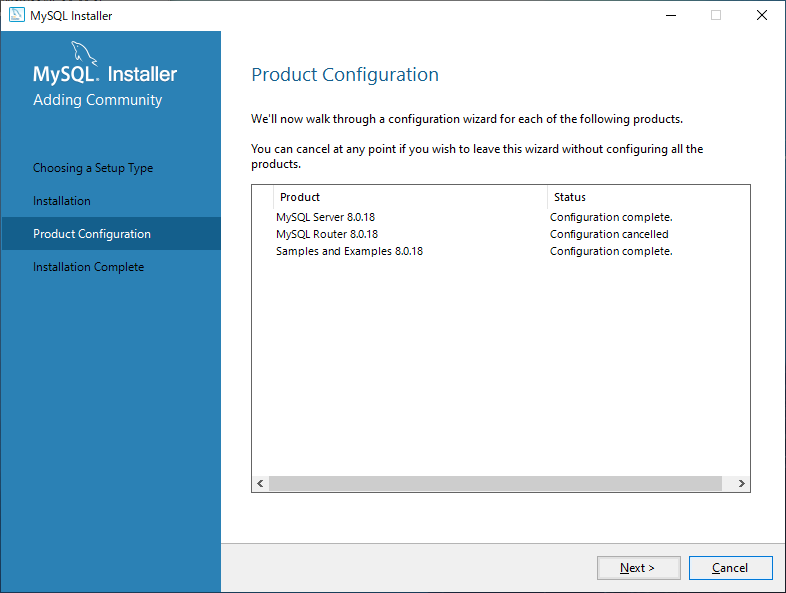 MySQL Installer
MySQL. Installer
Adding Community
Choosing a Setup Type
Installation
Product Configuration
Installation Complete
Product Configuration
We'll now walk through a configuration wizard for each of the following products.
You can cancel at any point if you wish to leave this wizard without configuring all the
products.
Product Status
MySQL Server 8.0.18 Configuration complete.
MySQL Router 8.0.18 Configuration cancelled
Samples and Examples 8.0.18 Configuration complete.
Next > Cancel